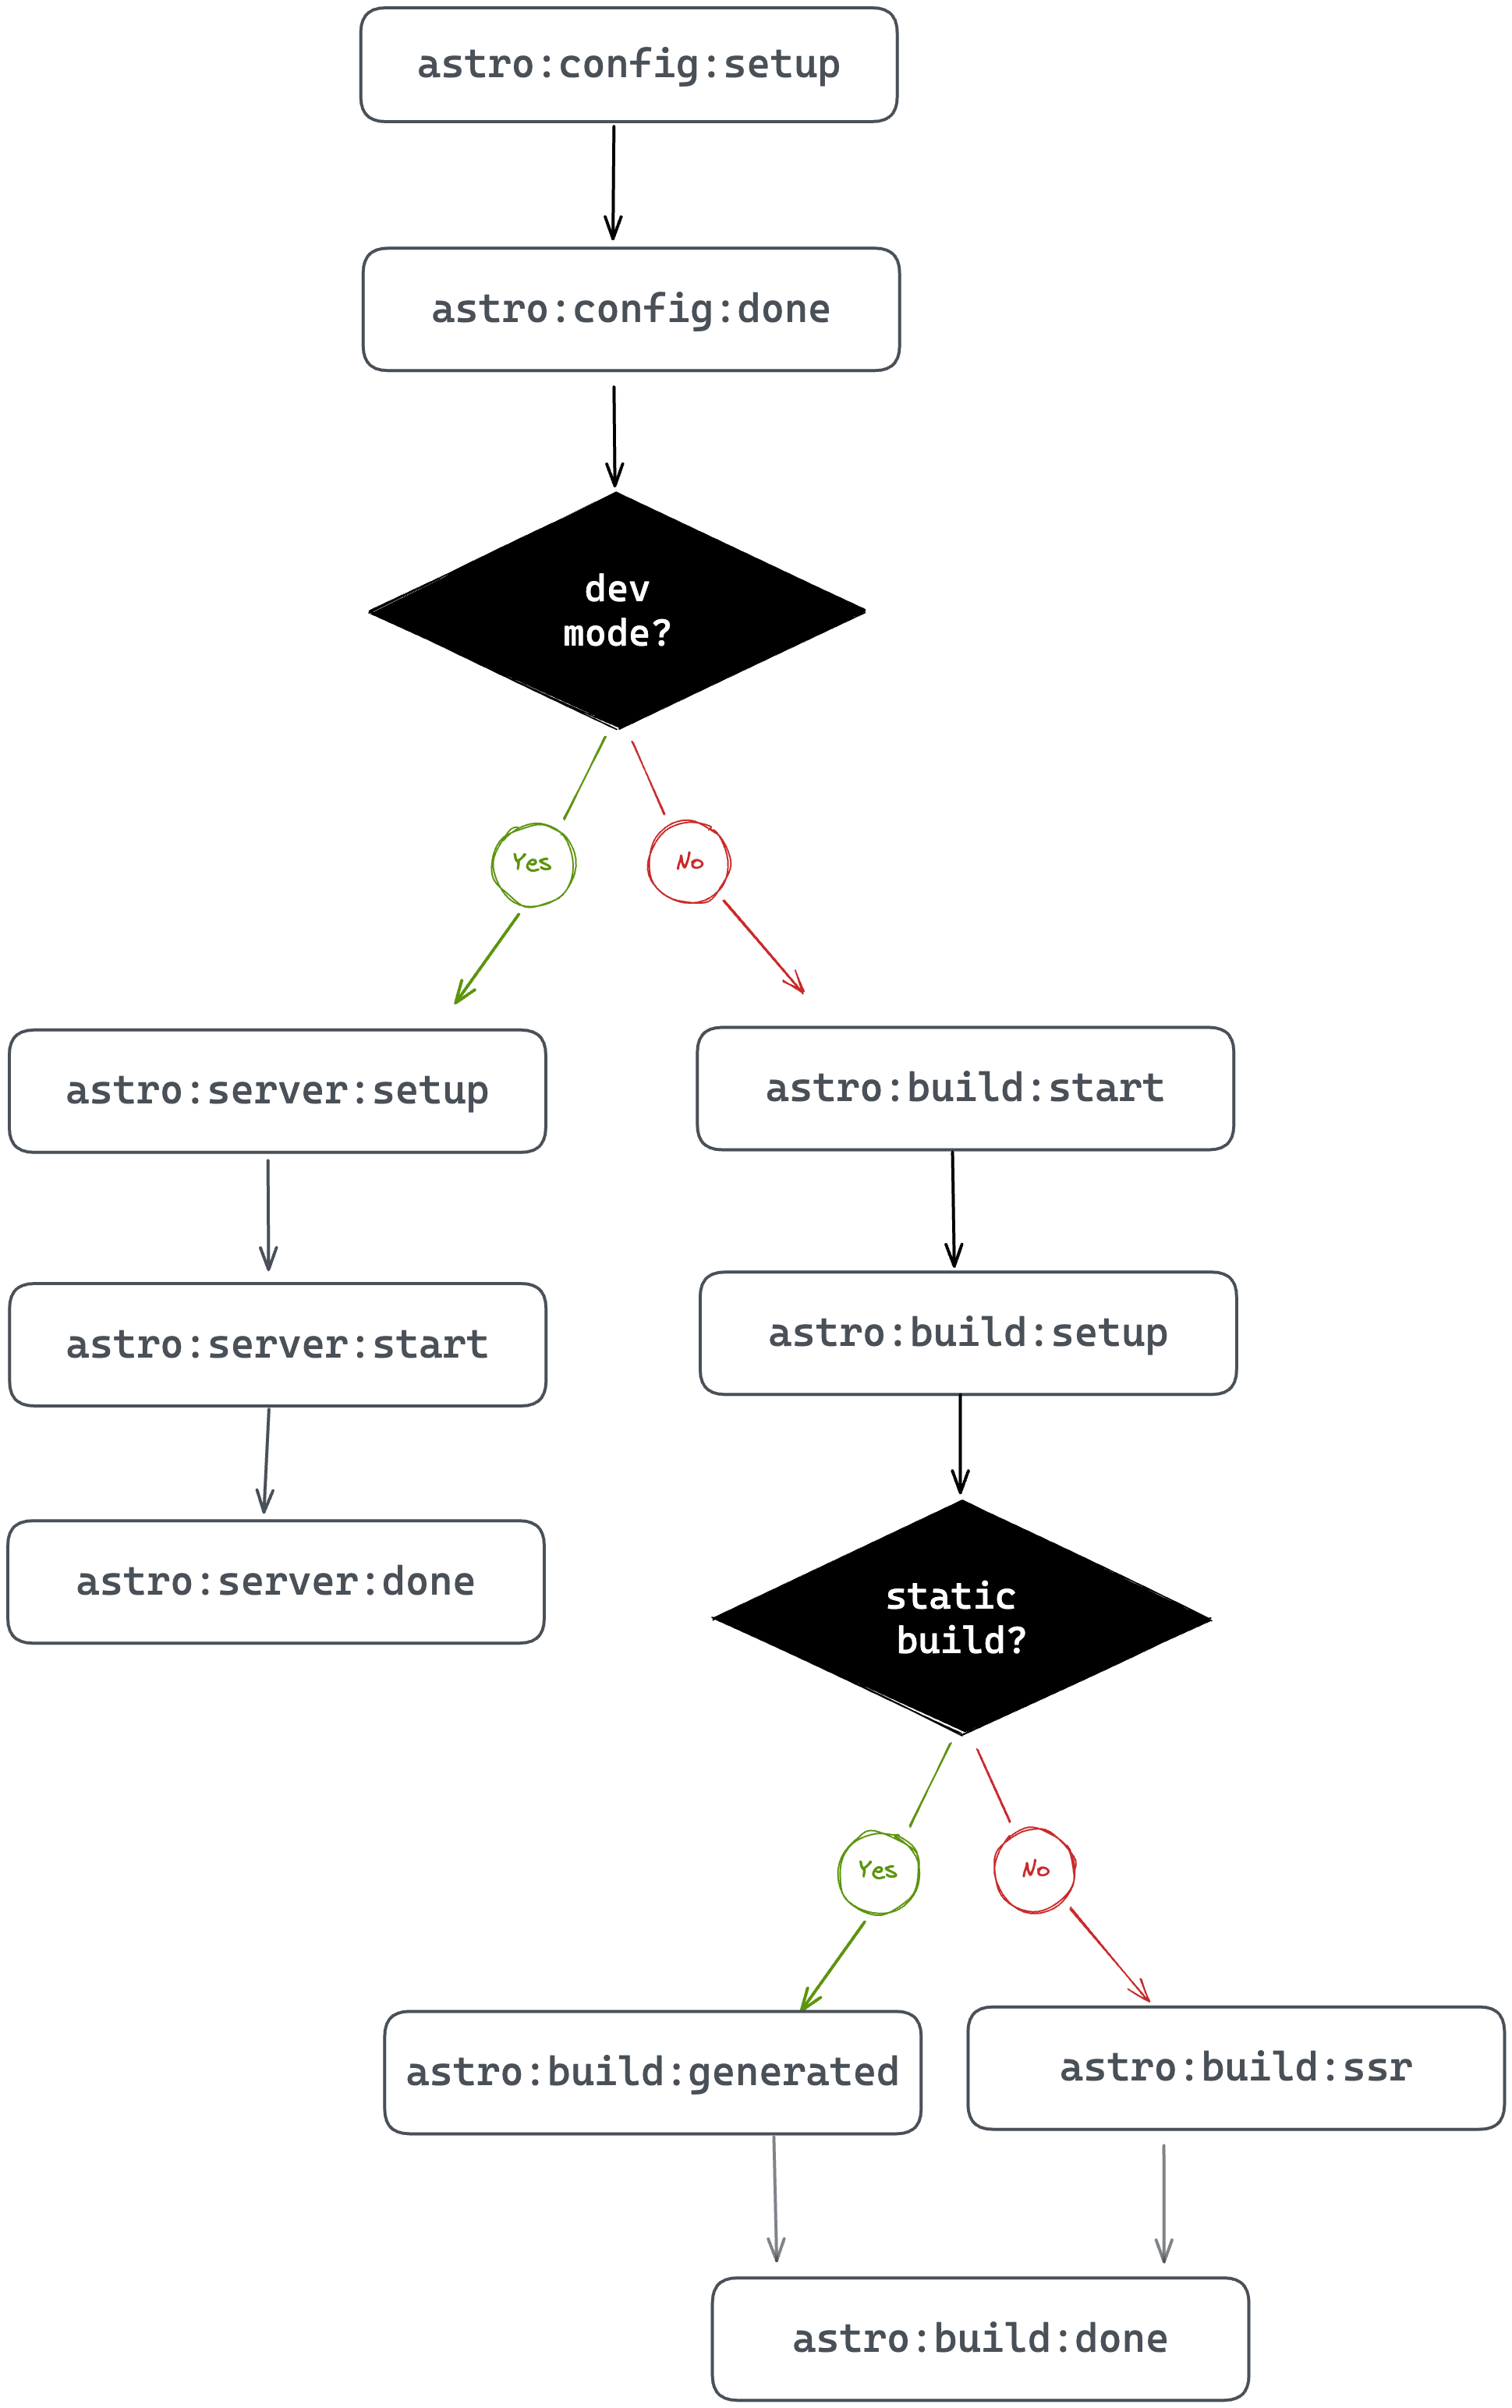 astro:config:setup
astro:config:done
dev
mode?
Yes
No
astro:server:setup
astro:build:start
astro:server:start
astro:build:setup
astro:server:done
static
build?
Yes
No
astro:build:generated
astro:build:ssr
astro:build:done